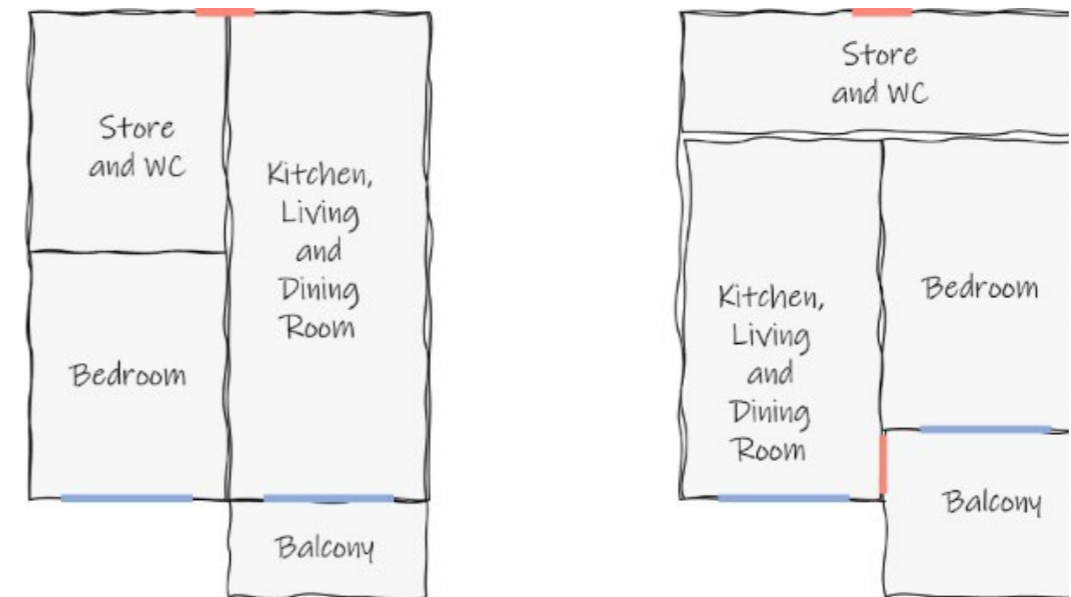 Store
and WC
Kitchen,
Living
and
Dining
Room
Bedroom
Balcony
Store
and WC
Kitchen,
Living
and
Dining
Room
Bedroom
Balcony